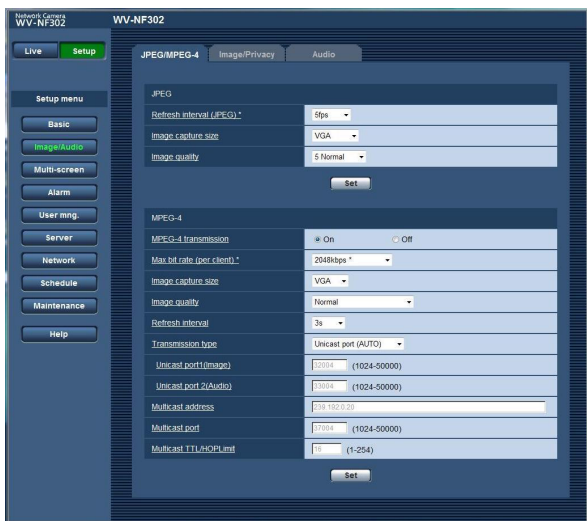 Network Camera
WV-NF302
WV-NF302
Live Setup
JPEG/MPEG-4 Image/Privacy Audio
Setup menu
Basic
Image/Audio
Multi-screen
Alarm
User mng.
Server
Network
Schedule
Maintenance
Help
JPEG
Refresh interval (JPEG) * 5fps
Image capture size VGA
Image quality 5 Normal
Set
MPEG-4
MPEG-4 transmission On Off
Max bit rate (per client) * 2048kbps *
Image capture size VGA
Image quality Normal
Refresh interval 3s
Transmission type Unicast port (AUTO)
Unicast port1(Image) 32004 (1024-50000)
Unicast port 2(Audio) 33004 (1024-50000)
Multicast address 239.192.0.20
Multicast port 37004 (1024-50000)
Multicast TTL/HOPLimit 16 (1-254)
Set